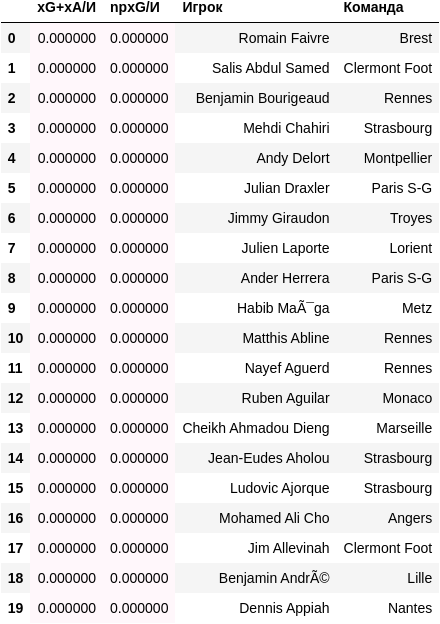 xG+xA/И npxG/И Игрок Команда
0 0.000000 0.000000 Romain Faivre Brest
1 0.000000 0.000000 Salis Abdul Samed Clermont Foot
2 0.000000 0.000000 Benjamin Bourigeaud Rennes
3 0.000000 0.000000 Mehdi Chahiri Strasbourg
4 0.000000 0.000000 Andy Delort Montpellier
5 0.000000 0.000000 Julian Draxler Paris S-G
6 0.000000 0.000000 Jimmy Giraudon Troyes
7 0.000000 0.000000 Julien Laporte Lorient
8 0.000000 0.000000 Ander Herrera Paris S-G
9 0.000000 0.000000 Habib MaÃ¯ga Metz
10 0.000000 0.000000 Matthis Abline Rennes
11 0.000000 0.000000 Nayef Aguerd Rennes
12 0.000000 0.000000 Ruben Aguilar Monaco
13 0.000000 0.000000 Cheikh Ahmadou Dieng Marseille
14 0.000000 0.000000 Jean-Eudes Aholou Strasbourg
15 0.000000 0.000000 Ludovic Ajorque Strasbourg
16 0.000000 0.000000 Mohamed Ali Cho Angers
17 0.000000 0.000000 Jim Allevinah Clermont Foot
18 0.000000 0.000000 Benjamin AndrÃ© Lille
19 0.000000 0.000000 Dennis Appiah Nantes